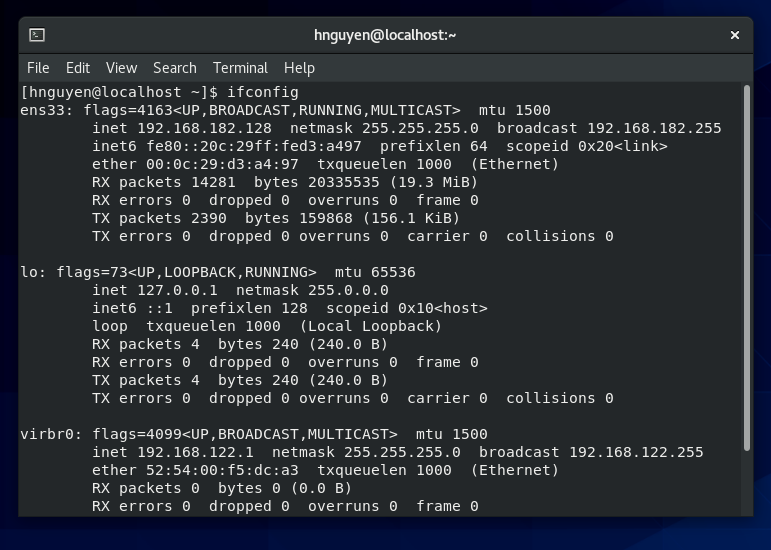 hnguyen@localhost:~
File Edit View Search Terminal Help
[hnguyen@localhost ~]$ ifconfig
ens33: flags=4163<UP,BROADCAST,RUNNING,MULTICAST>  mtu 1500
        inet 192.168.182.128  netmask 255.255.255.0  broadcast 192.168.182.255
        inet6 fe80::20c:29ff:fed3:a497  prefixlen 64  scopeid 0x20<link>
        ether 00:0c:29:d3:a4:97  txqueuelen 1000  (Ethernet)
        RX packets 14281  bytes 20335535 (19.3 MiB)
        RX errors 0  dropped 0  overruns 0  frame 0
        TX packets 2390  bytes 159868 (156.1 KiB)
        TX errors 0  dropped 0 overruns 0  carrier 0  collisions 0

lo: flags=73<UP,LOOPBACK,RUNNING>  mtu 65536
        inet 127.0.0.1  netmask 255.0.0.0
        inet6 ::1  prefixlen 128  scopeid 0x10<host>
        loop  txqueuelen 1000  (Local Loopback)
        RX packets 4  bytes 240 (240.0 B)
        RX errors 0  dropped 0  overruns 0  frame 0
        TX packets 4  bytes 240 (240.0 B)
        TX errors 0  dropped 0 overruns 0  carrier 0  collisions 0

virbr0: flags=4099<UP,BROADCAST,MULTICAST>  mtu 1500
        inet 192.168.122.1  netmask 255.255.255.0  broadcast 192.168.122.255
        ether 52:54:00:f5:dc:a3  txqueuelen 1000  (Ethernet)
        RX packets 0  bytes 0 (0.0 B)
        RX errors 0  dropped 0  overruns 0  frame 0